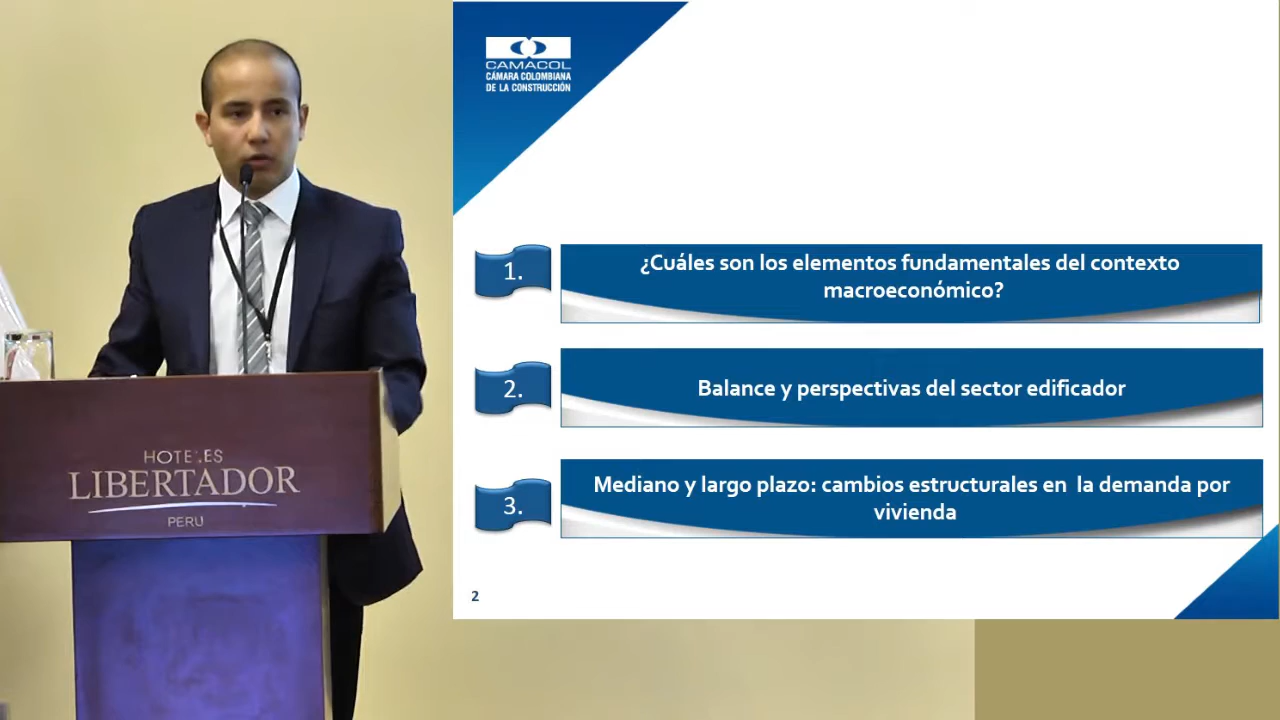 CAMACOL
CÁMARA COLOMBIANA
DE LA CONSTRUCCIÓN
1.
¿Cuáles son los elementos fundamentales del contexto
macroeconómico?
2.
Balance y perspectivas del sector edificador
3.
Mediano y largo plazo: cambios estructurales en la demanda por
vivienda
2
HOTELES
LIBERTADOR
PERU